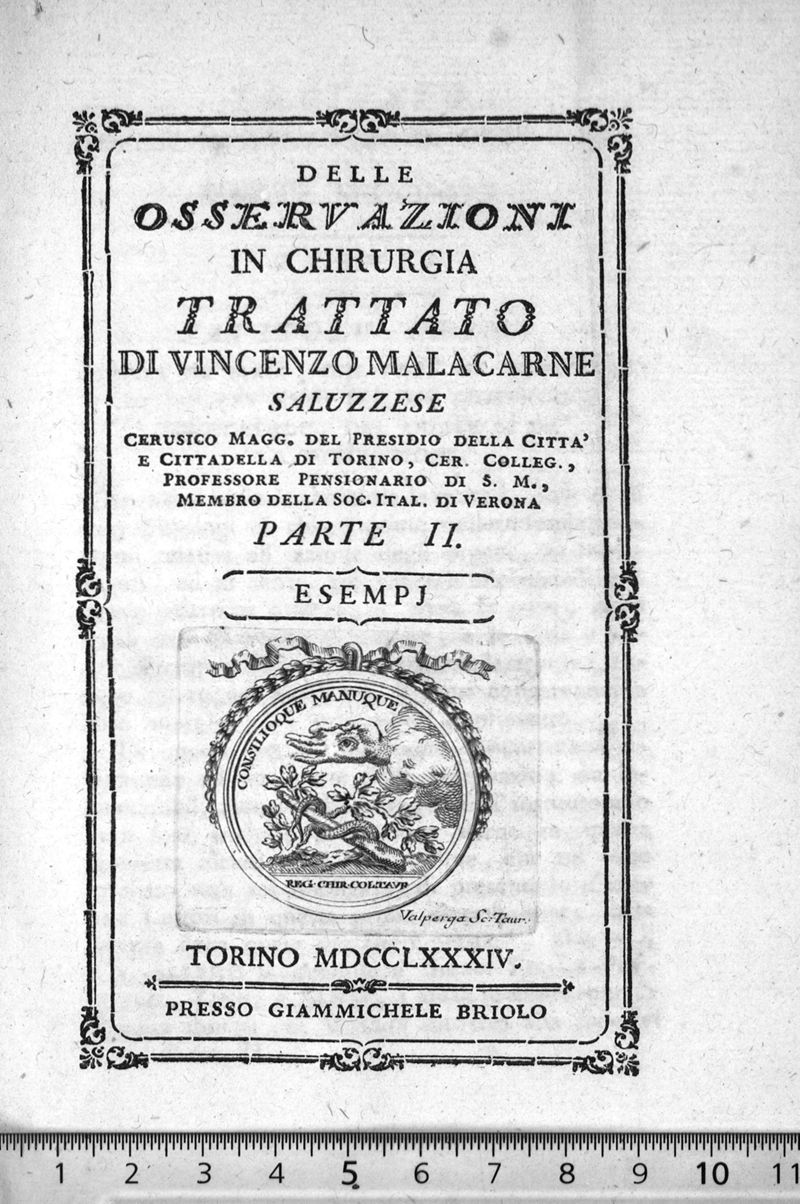 DELLE
OSSERVAZIONI
IN CHIRURGIA
TRATTATO
DI VINCENZO MALACARNE
SALUZZESE
CERUSICO MAGG. DEL PRESIDIO DELLA CITTA'
E CITTADELLA DI TORINO, CER. COLLEG.,
PROFESSORE PENSIONARIO DI S. M.,
MEMBRO DELLA SOC. ITAL. DI VERONA
PARTE II.
ESEMPJ
CONSILIOQUE MANUQUE
REG·CHIR·COL·TAVR
Valperga Sc: Taur.
TORINO MDCCLXXXIV.
PRESSO GIAMMICHELE BRIOLO
1 2 3 4 5 6 7 8 9 10 11